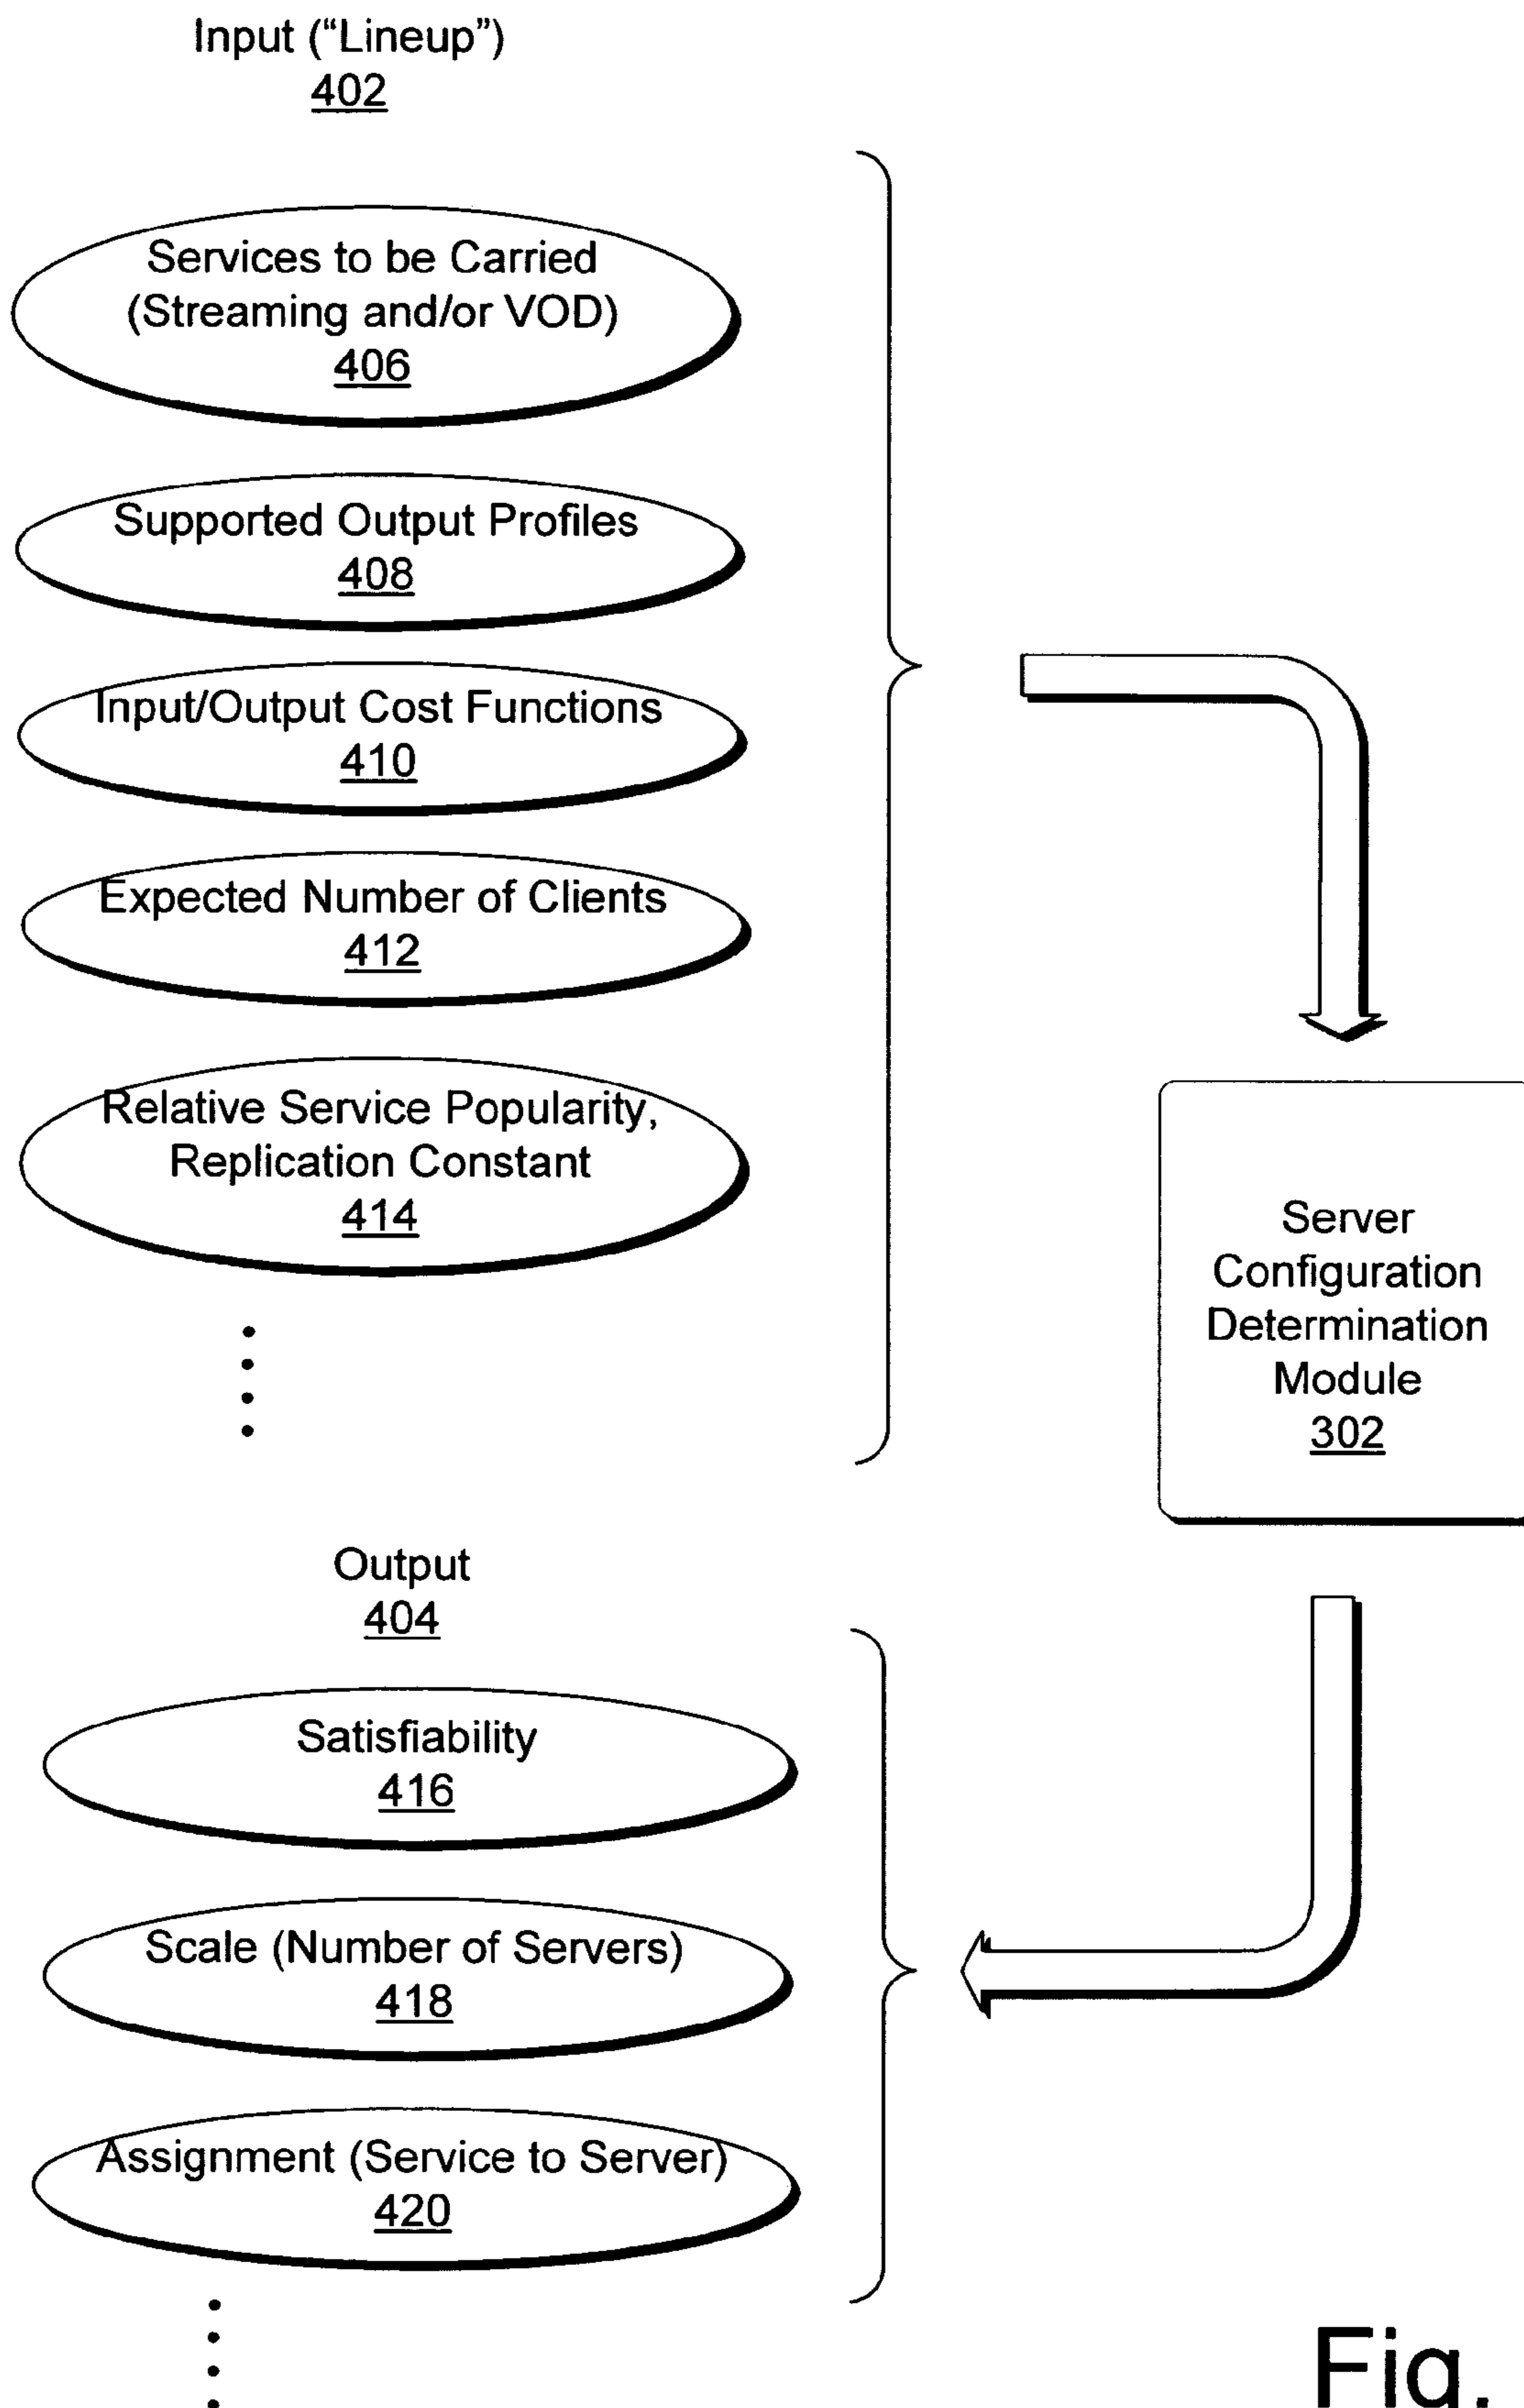 Input (“Lineup”)
402
Services to be Carried
(Streaming and/or VOD)
406
Supported Output Profiles
408
Input/Output Cost Functions
410
Expected Number of Clients
412
Relative Service Popularity,
Replication Constant
414
Server
Configuration
Determination
Module
302
Output
404
Satisfiability
416
Scale (Number of Servers)
418
Assignment (Service to Server)
420
Fig.